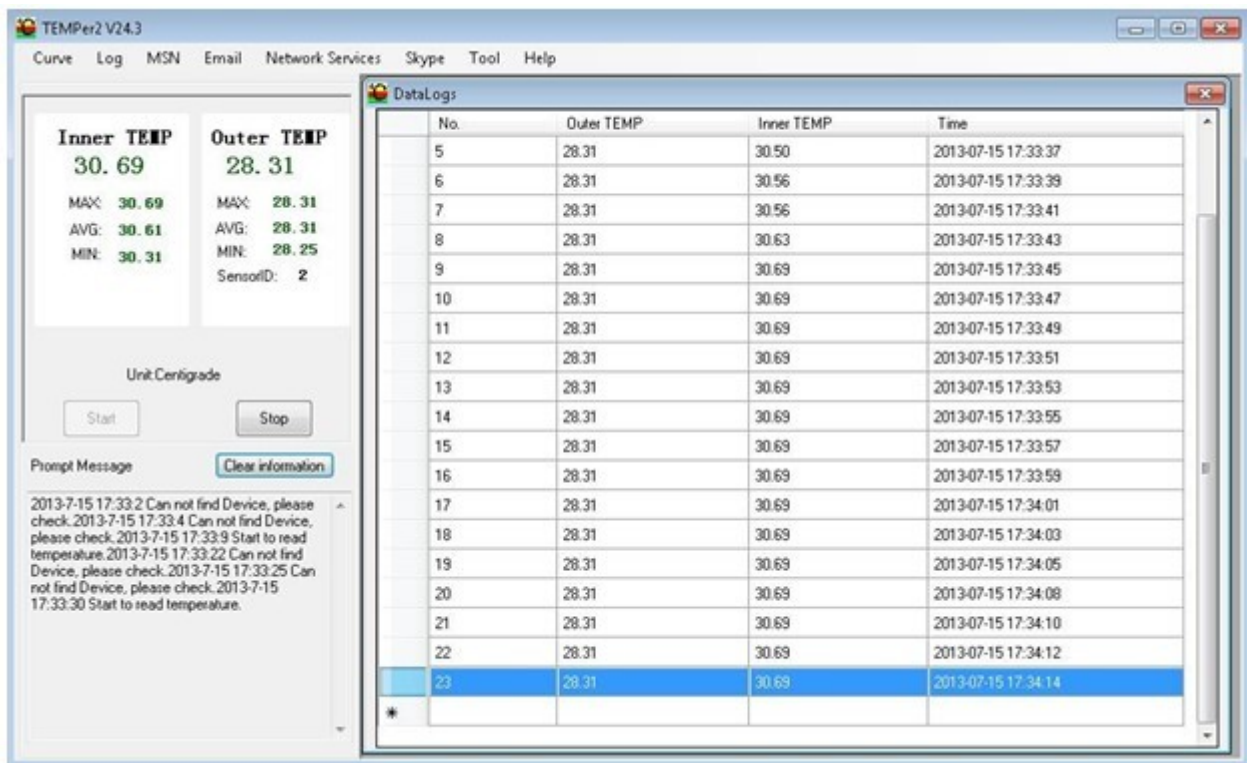 TEMPer2 V24.3
Curve Log MSN Email Network Services Skype Tool Help
Inner TEMP
30.69
MAX: 30.69
AVG: 30.61
MIN: 30.31
Outer TEMP
28.31
MAX: 28.31
AVG: 28.31
MIN: 28.25
SensorID: 2
Unit:Centigrade
Start Stop
Prompt Message Clear information
2013-7-15 17:33:2 Can not find Device, please
check.2013-7-15 17:33:4 Can not find Device,
please check.2013-7-15 17:33:9 Start to read
temperature.2013-7-15 17:33:22 Can not find
Device, please check.2013-7-15 17:33:25 Can
not find Device, please check.2013-7-15
17:33:30 Start to read temperature.
DataLogs
No. Outer TEMP Inner TEMP Time
5 28.31 30.50 2013-07-15 17:33:37
6 28.31 30.56 2013-07-15 17:33:39
7 28.31 30.56 2013-07-15 17:33:41
8 28.31 30.63 2013-07-15 17:33:43
9 28.31 30.69 2013-07-15 17:33:45
10 28.31 30.69 2013-07-15 17:33:47
11 28.31 30.69 2013-07-15 17:33:49
12 28.31 30.69 2013-07-15 17:33:51
13 28.31 30.69 2013-07-15 17:33:53
14 28.31 30.69 2013-07-15 17:33:55
15 28.31 30.69 2013-07-15 17:33:57
16 28.31 30.69 2013-07-15 17:33:59
17 28.31 30.69 2013-07-15 17:34:01
18 28.31 30.69 2013-07-15 17:34:03
19 28.31 30.69 2013-07-15 17:34:05
20 28.31 30.69 2013-07-15 17:34:08
21 28.31 30.69 2013-07-15 17:34:10
22 28.31 30.69 2013-07-15 17:34:12
23 28.31 30.69 2013-07-15 17:34:14